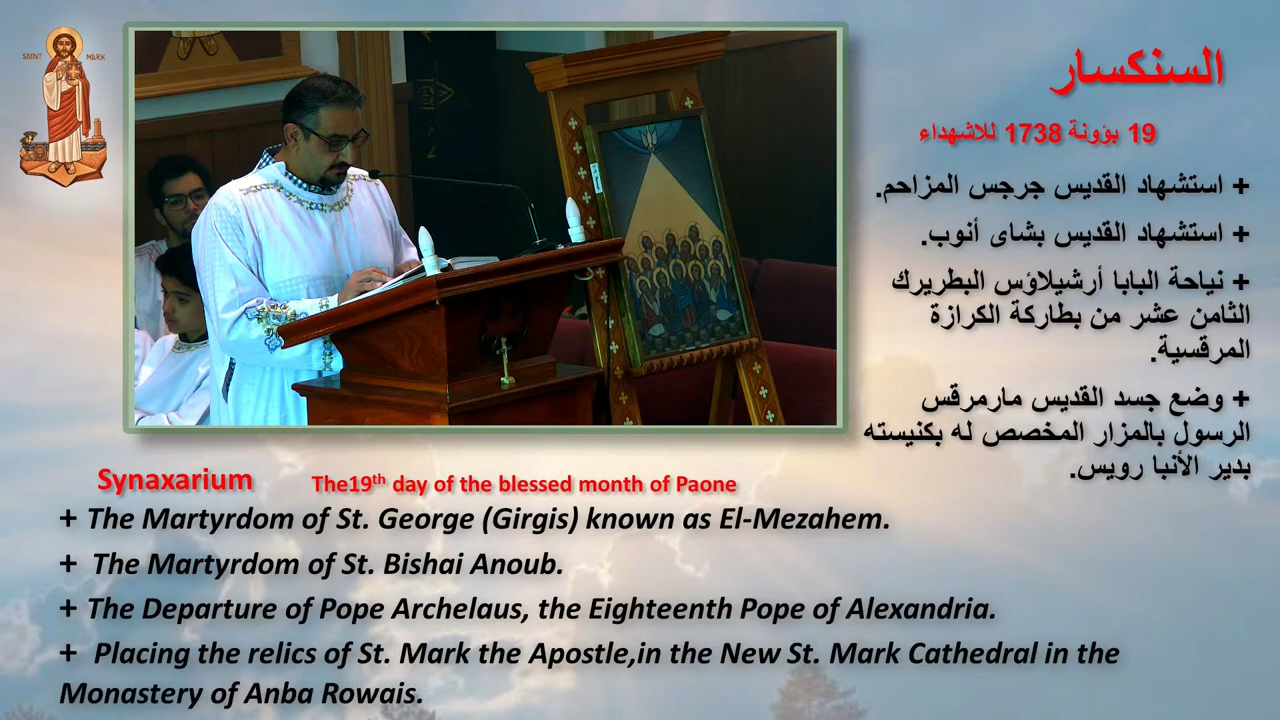 SAINT MARK
السنكسار
19 بؤونة 1738 للاشهداء
+ استشهاد القديس جرجس المزاحم.
+ استشهاد القديس بشاى أنوب.
+ نياحة البابا أرشيلاؤس البطريرك
الثامن عشر من بطاركة الكرازة
المرقسية.
+ وضع جسد القديس مارمرقس
الرسول بالمزار المخصص له بكنيسته
بدير الأنبا رويس.
Synaxarium The19th day of the blessed month of Paone
+ The Martyrdom of St. George (Girgis) known as El-Mezahem.
+ The Martyrdom of St. Bishai Anoub.
+ The Departure of Pope Archelaus, the Eighteenth Pope of Alexandria.
+ Placing the relics of St. Mark the Apostle,in the New St. Mark Cathedral in the
Monastery of Anba Rowais.